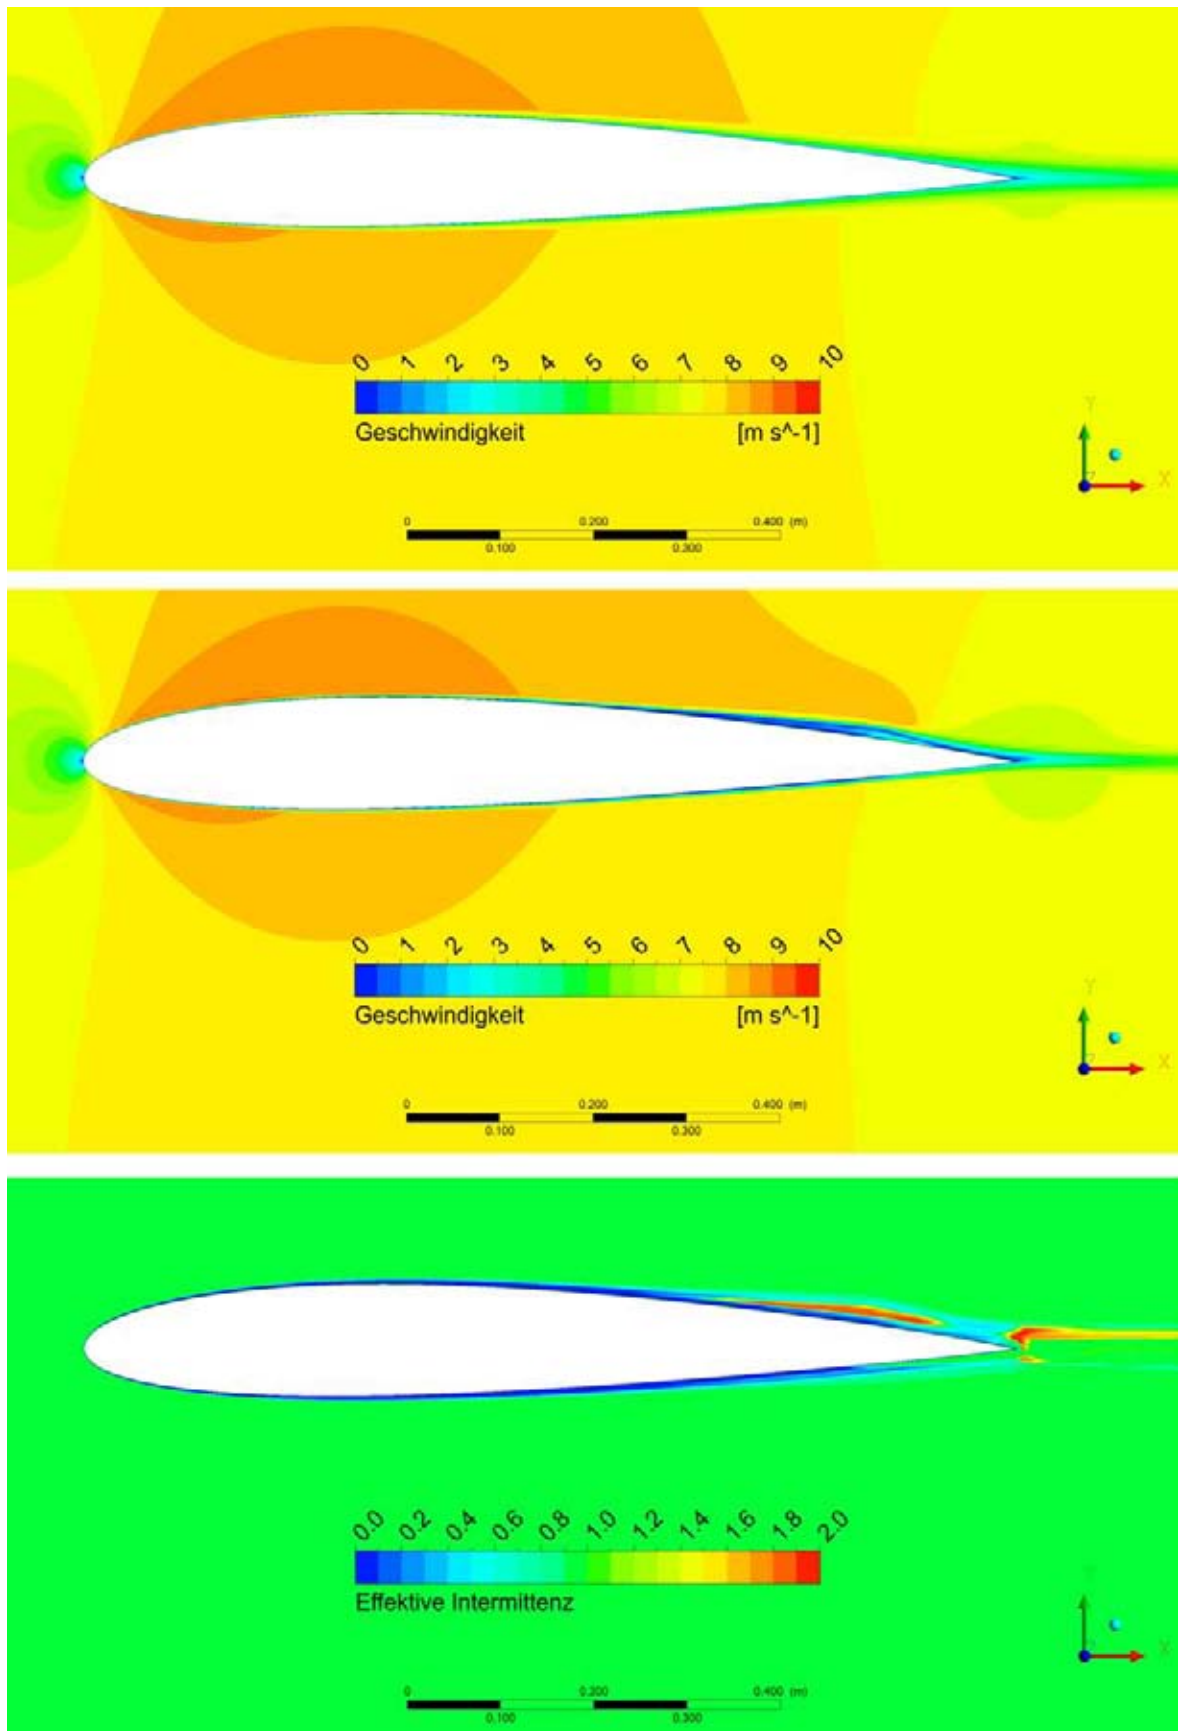 0 1 2 3 4 5 6 7 8 9 10
Geschwindigkeit [m s^-1]
Y
Z X
0 0.200 0.400 (m)
0.100 0.300
0 1 2 3 4 5 6 7 8 9 10
Geschwindigkeit [m s^-1]
Y
Z X
0 0.200 0.400 (m)
0.100 0.300
0.0 0.2 0.4 0.6 0.8 1.0 1.2 1.4 1.6 1.8 2.0
Effektive Intermittenz
Y
Z X
0 0.200 0.400 (m)
0.100 0.300